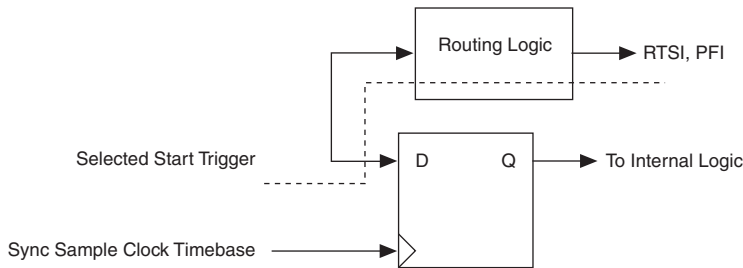 Routing Logic
RTSI, PFI
Selected Start Trigger
D
Q
To Internal Logic
Sync Sample Clock Timebase